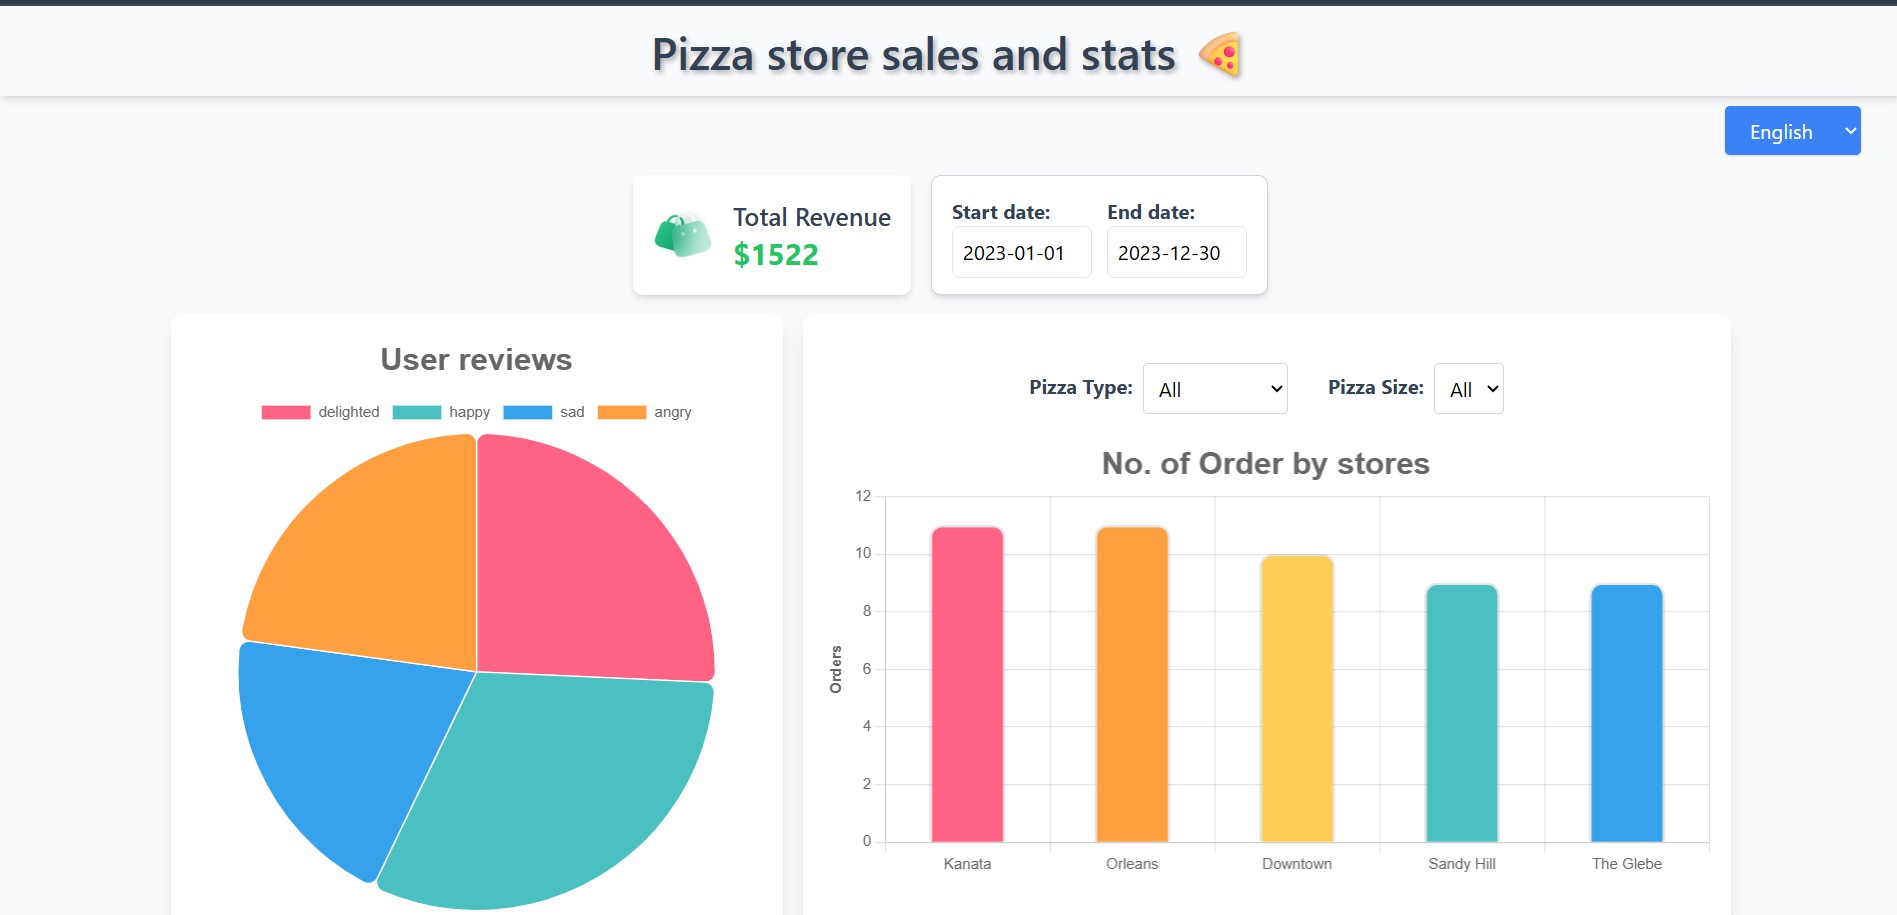 Pizza store sales and stats 🍕
English
Total Revenue
$1522
Start date: End date:
2023-01-01 2023-12-30
User reviews
delighted happy sad angry
Pizza Type: All Pizza Size: All
No. of Order by stores
12
10
8
6
4
2
0
Orders
Kanata Orleans Downtown Sandy Hill The Glebe